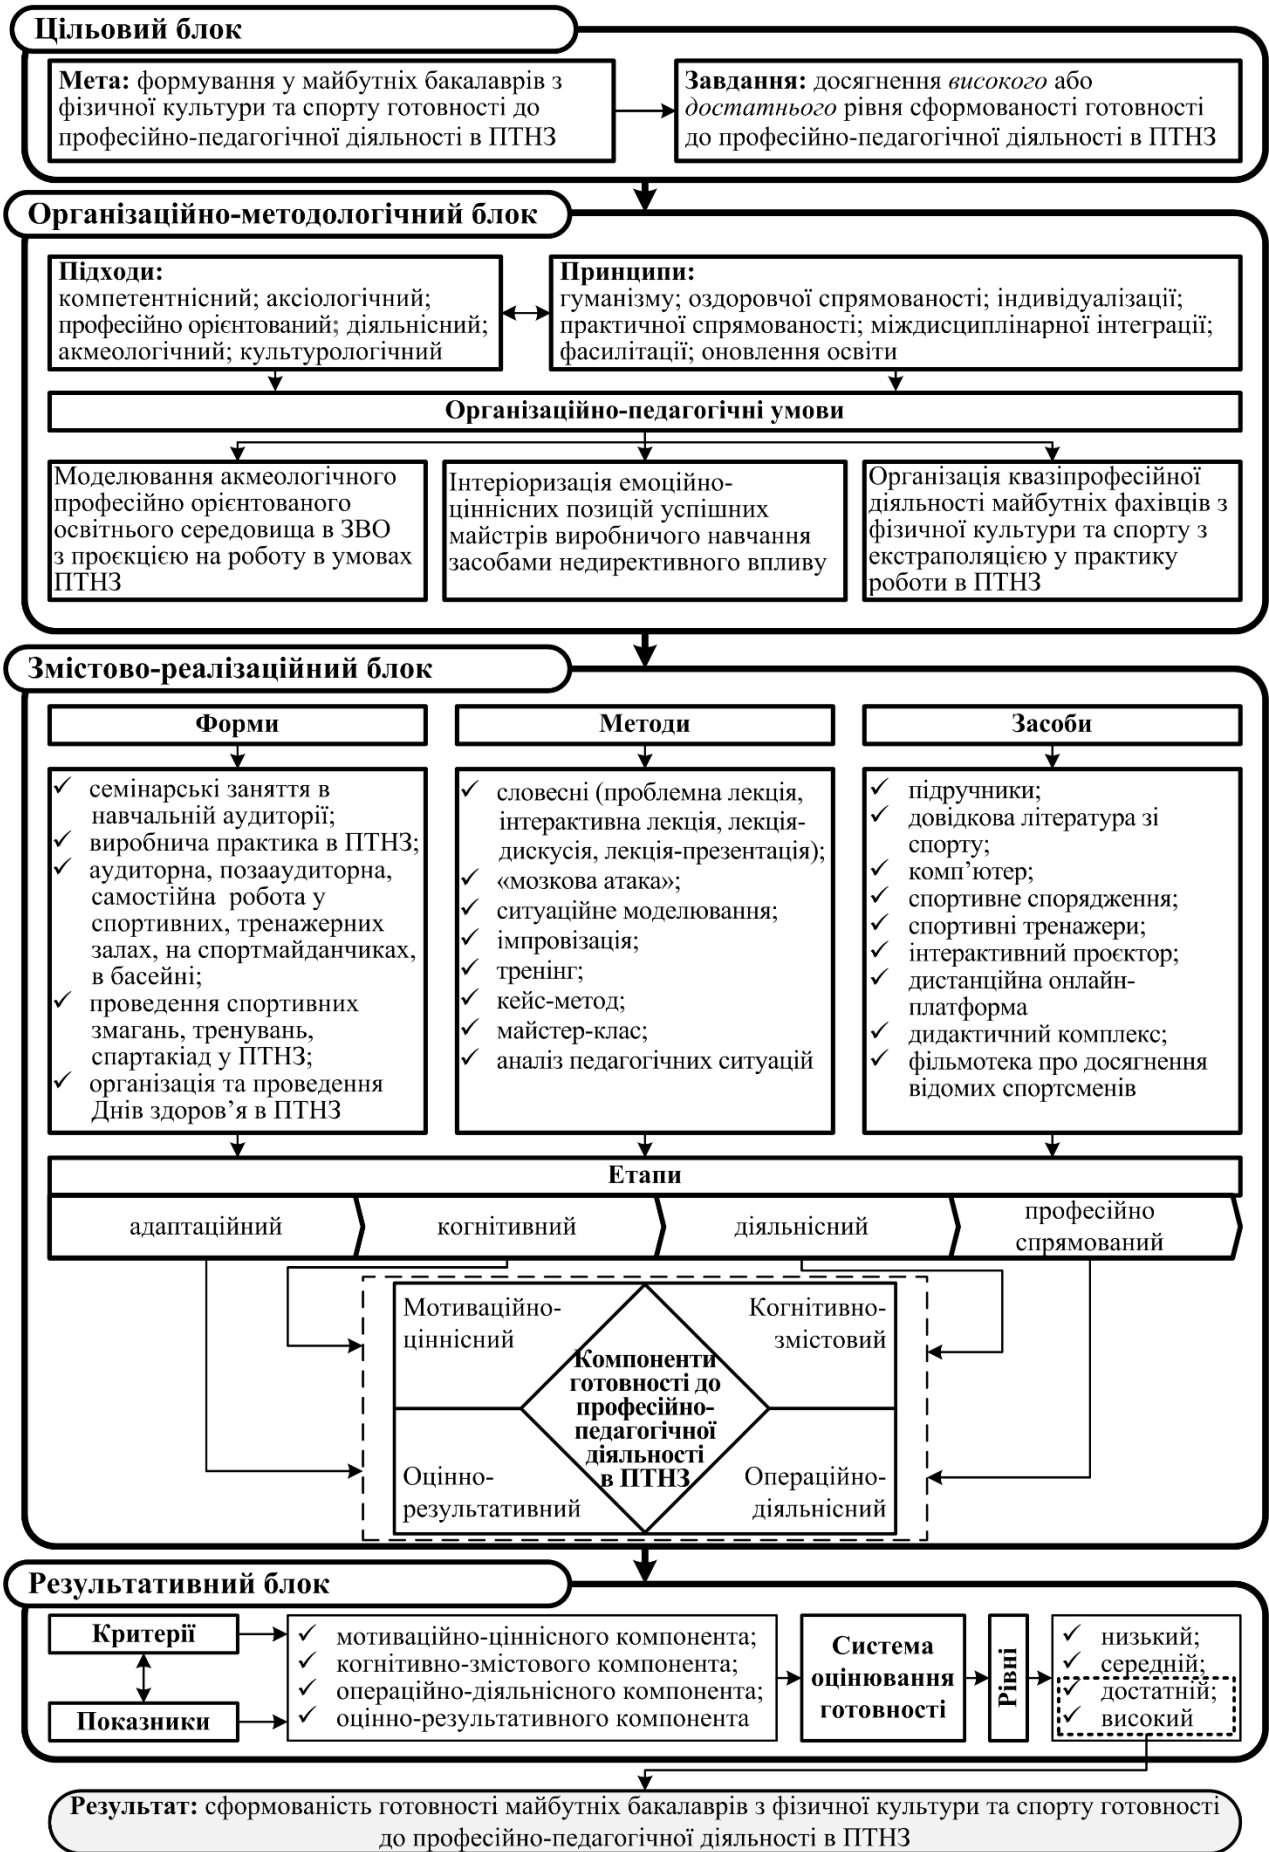 Цільовий блок
Мета: формування у майбутніх бакалаврів з
фізичної культури та спорту готовності до
професійно-педагогічної діяльності в ПТНЗ
Завдання: досягнення високого або
достатнього рівня сформованості готовності
до професійно-педагогічної діяльності в ПТНЗ
Організаційно-методологічний блок
Підходи:
компетентнісний; аксіологічний;
професійно орієнтований; діяльнісний;
акмеологічний; культурологічний
Принципи:
гуманізму; оздоровчої спрямованості; індивідуалізації;
практичної спрямованості; міждисциплінарної інтеграції;
фасилітації; оновлення освіти
Організаційно-педагогічні умови
Моделювання акмеологічного
професійно орієнтованого
освітнього середовища в ЗВО
з проєкцією на роботу в умовах
ПТНЗ
Інтеріоризація емоційно-
ціннісних позицій успішних
майстрів виробничого навчання
засобами недирективного впливу
Організація квазіпрофесійної
діяльності майбутніх фахівців з
фізичної культури та спорту з
екстраполяцією у практику
роботи в ПТНЗ
Змістово-реалізаційний блок
Форми
✓ семінарські заняття в
навчальній аудиторії;
✓ виробнича практика в ПТНЗ;
✓ аудиторна, позааудиторна,
самостійна робота у
спортивних, тренажерних
залах, на спортмайданчиках,
в басейні;
✓ проведення спортивних
змагань, тренувань,
спартакіад у ПТНЗ;
✓ організація та проведення
Днів здоров’я в ПТНЗ
Методи
✓ словесні (проблемна лекція,
інтерактивна лекція, лекція-
дискусія, лекція-презентація);
✓ «мозкова атака»;
✓ ситуаційне моделювання;
✓ імпровізація;
✓ тренінг;
✓ кейс-метод;
✓ майстер-клас;
✓ аналіз педагогічних ситуацій
Засоби
✓ підручники;
✓ довідкова література зі
спорту;
✓ комп’ютер;
✓ спортивне спорядження;
✓ спортивні тренажери;
✓ інтерактивний проєктор;
✓ дистанційна онлайн-
платформа
✓ дидактичний комплекс;
✓ фільмотека про досягнення
відомих спортсменів
Етапи
адаптаційний
когнітивний
діяльнісний
професійно
спрямований
Мотиваційно-
ціннісний
Когнітивно-
змістовий
Компоненти
готовності до
професійно-
педагогічної
діяльності
в ПТНЗ
Оцінно-
результативний
Операційно-
діяльнісний
Результативний блок
Критерії
Показники
✓ мотиваційно-ціннісного компонента;
✓ когнітивно-змістового компонента;
✓ операційно-діяльнісного компонента;
✓ оцінно-результативного компонента
Система
оцінювання
готовності
Рівні
✓ низький;
✓ середній;
✓ достатній;
✓ високий
Результат: сформованість готовності майбутніх бакалаврів з фізичної культури та спорту готовності
до професійно-педагогічної діяльності в ПТНЗ